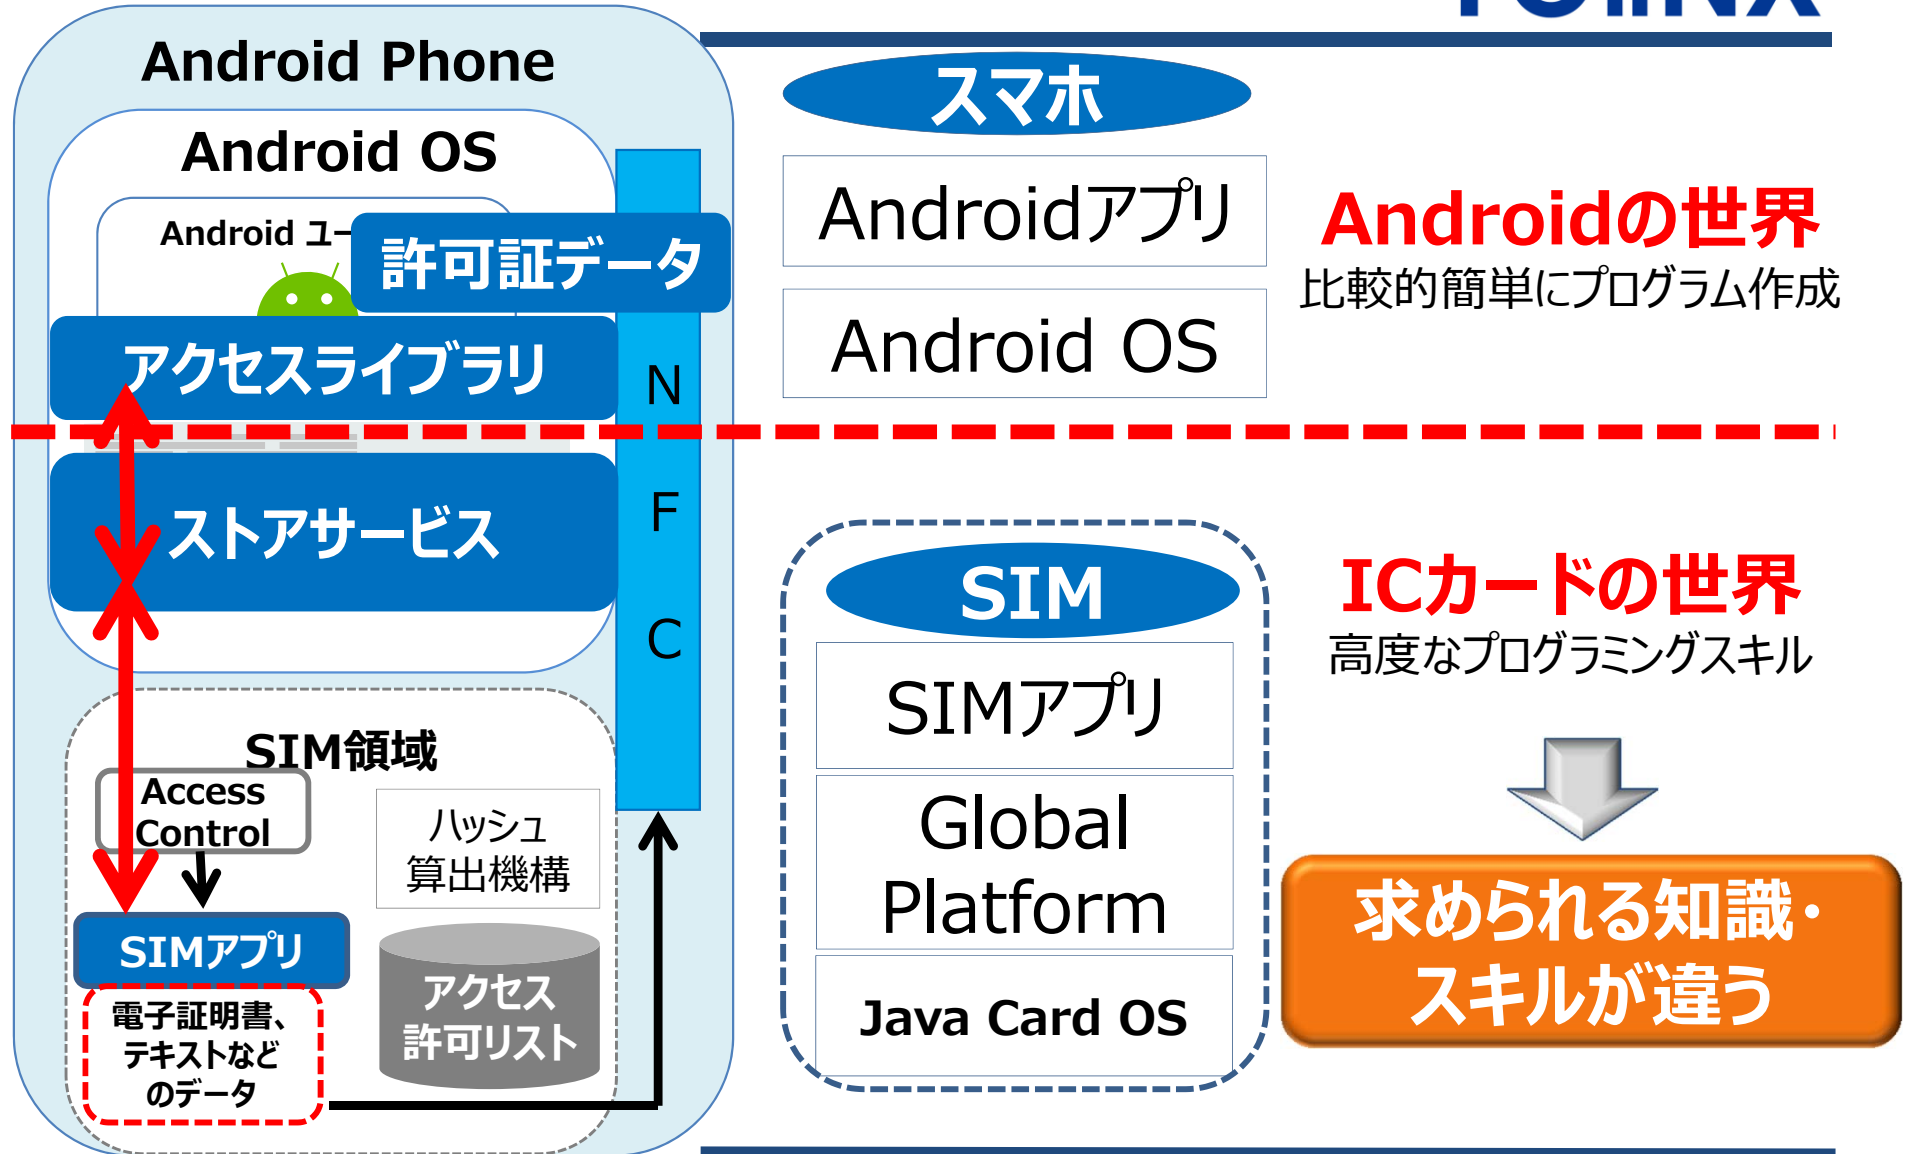 Android Phone
Android OS
Android ユー
許可証データ
アクセスライブラリ
ストアサービス
N
F
C
SIM領域
Access
Control
ハッシュ
算出機構
SIMアプリ
電子証明書、
テキストなど
のデータ
アクセス
許可リスト
スマホ
Androidアプリ
Android OS
Androidの世界
比較的簡単にプログラム作成
SIM
SIMアプリ
Global
Platform
Java Card OS
ICカードの世界
高度なプログラミングスキル
求められる知識・
スキルが違う